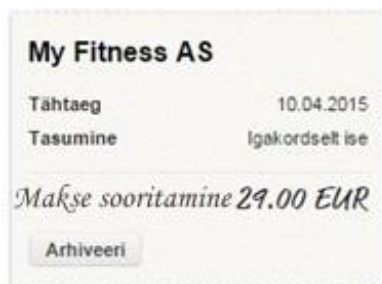 My Fitness AS
Tähtaeg 10.04.2015
Tasumine Igakordselt ise
Makse sooritamine 29.00 EUR
Arhiveeri